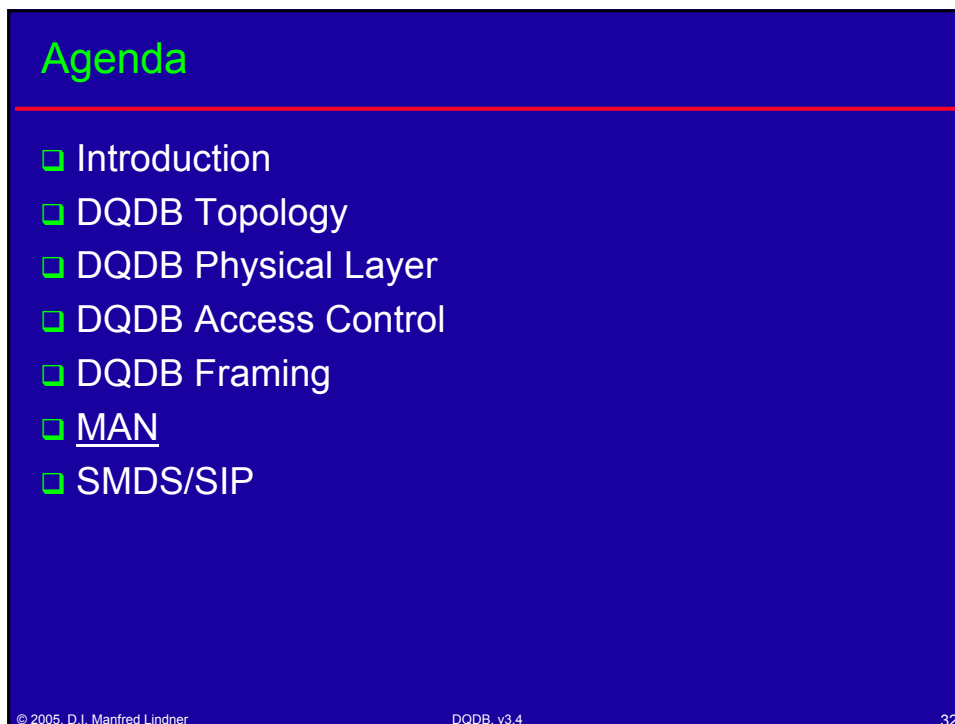 Agenda
Introduction
DQDB Topology
DQDB Physical Layer
DQDB Access Control
DQDB Framing
MAN
SMDS/SIP
© 2005, D.I. Manfred Lindner
DQDB, v3.4
32